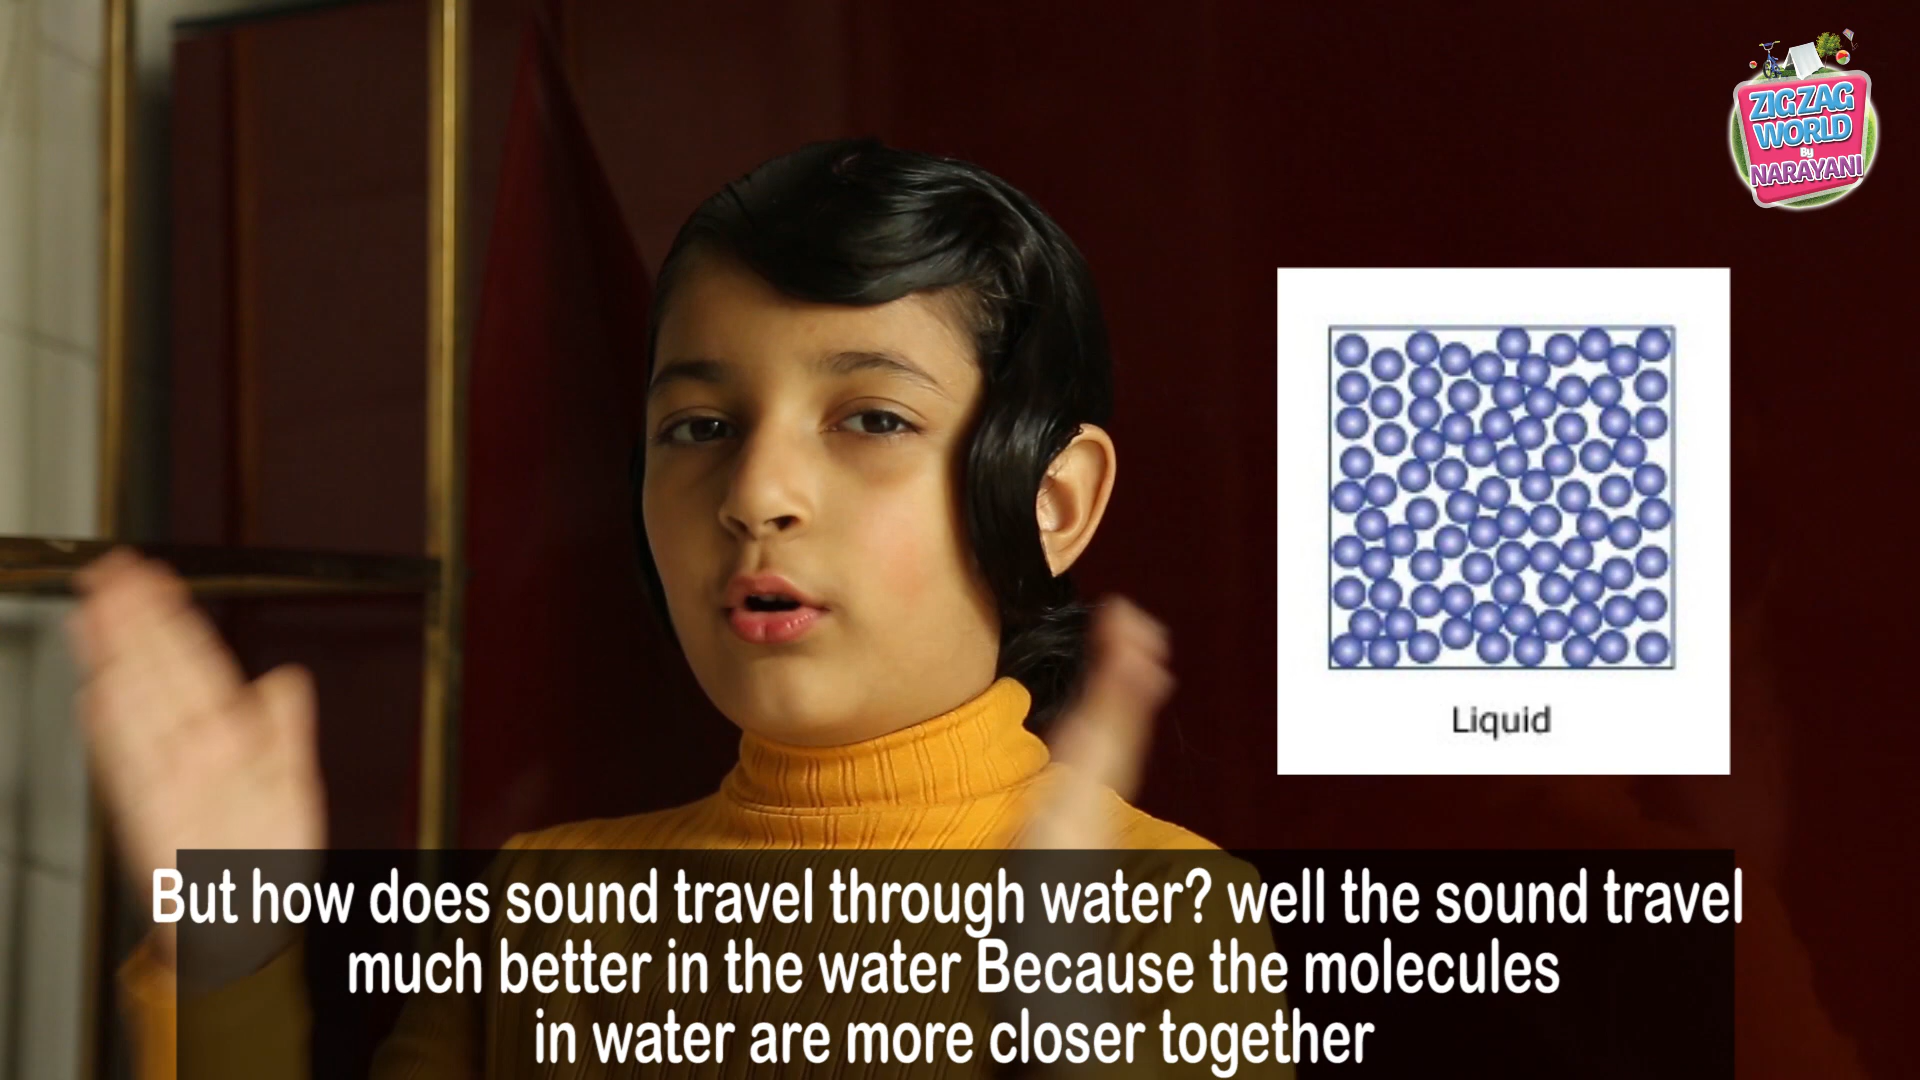 ZIGZAG
WORLD
By
NARAYANI
Liquid
But how does sound travel through water? well the sound travel
much better in the water Because the molecules
in water are more closer together